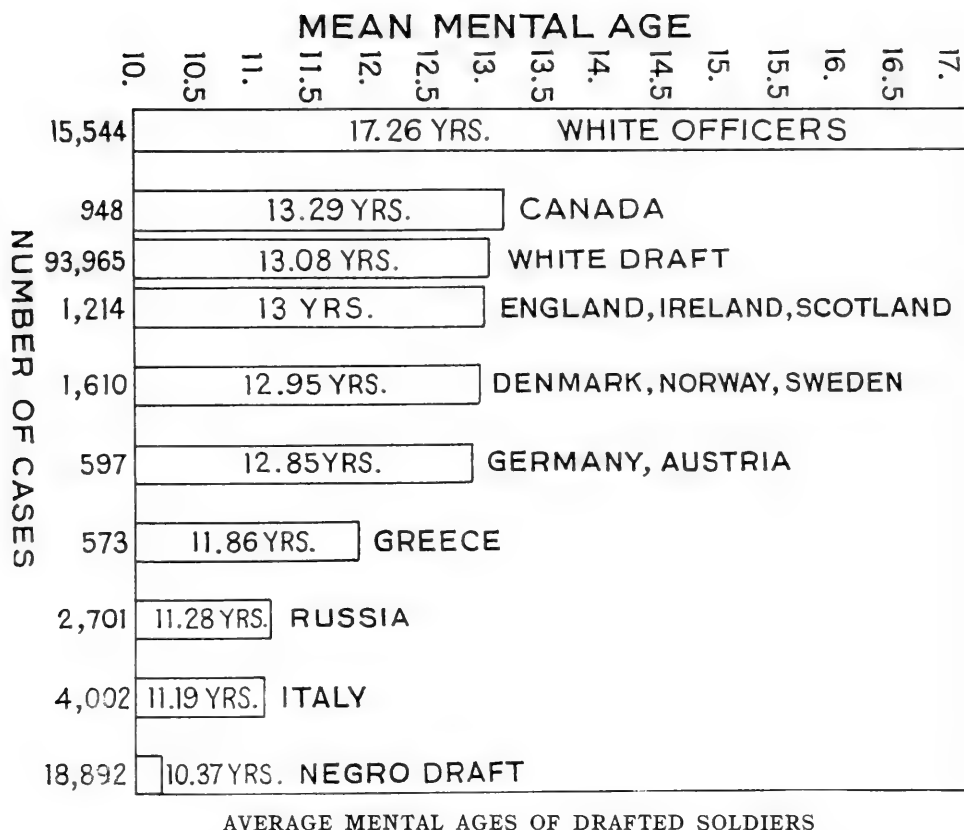 MEAN MENTAL AGE
10. 10.5 11. 11.5 12. 12.5 13. 13.5 14. 14.5 15. 15.5 16. 16.5 17.
NUMBER OF CASES
15,544 17.26 YRS. WHITE OFFICERS
948 13.29 YRS. CANADA
93,965 13.08 YRS. WHITE DRAFT
1,214 13 YRS. ENGLAND, IRELAND, SCOTLAND
1,610 12.95 YRS. DENMARK, NORWAY, SWEDEN
597 12.85 YRS. GERMANY, AUSTRIA
573 11.86 YRS. GREECE
2,701 11.28 YRS. RUSSIA
4,002 11.19 YRS. ITALY
18,892 10.37 YRS. NEGRO DRAFT
AVERAGE MENTAL AGES OF DRAFTED SOLDIERS